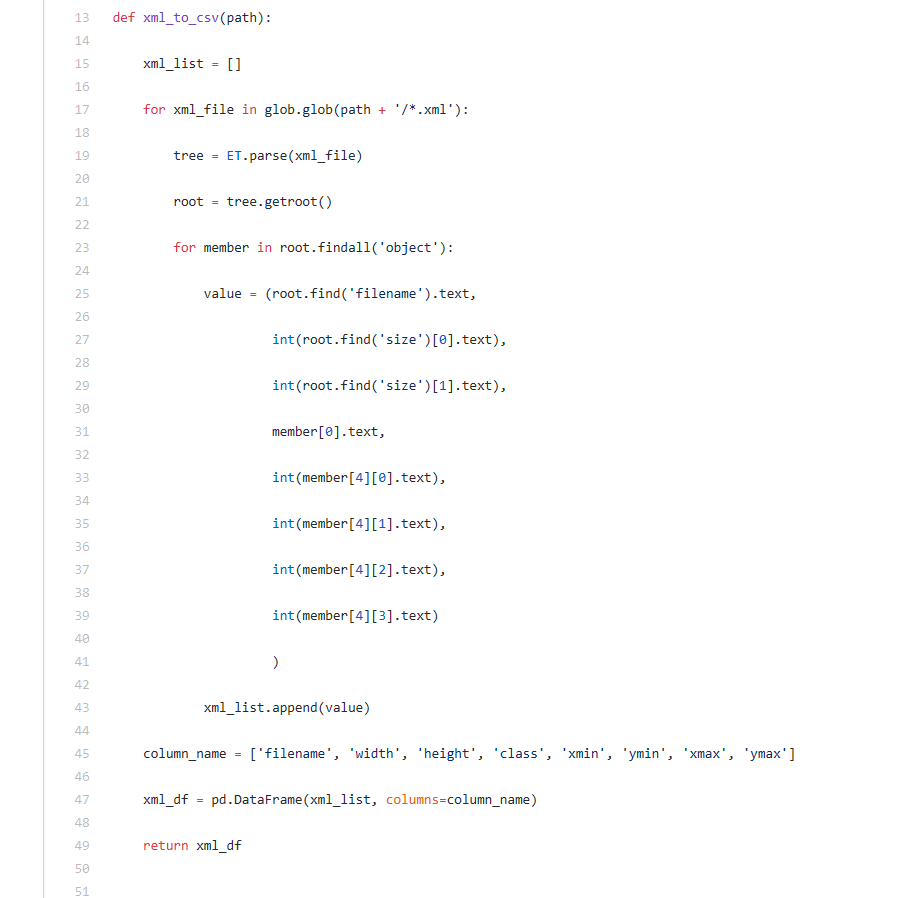 13 def xml_to_csv(path):
14
15 xml_list = []
16
17 for xml_file in glob.glob(path + '/*.xml'):
18
19 tree = ET.parse(xml_file)
20
21 root = tree.getroot()
22
23 for member in root.findall('object'):
24
25 value = (root.find('filename').text,
26
27 int(root.find('size')[0].text),
28
29 int(root.find('size')[1].text),
30
31 member[0].text,
32
33 int(member[4][0].text),
34
35 int(member[4][1].text),
36
37 int(member[4][2].text),
38
39 int(member[4][3].text)
40
41 )
42
43 xml_list.append(value)
44
45 column_name = ['filename', 'width', 'height', 'class', 'xmin', 'ymin', 'xmax', 'ymax']
46
47 xml_df = pd.DataFrame(xml_list, columns=column_name)
48
49 return xml_df
50
51